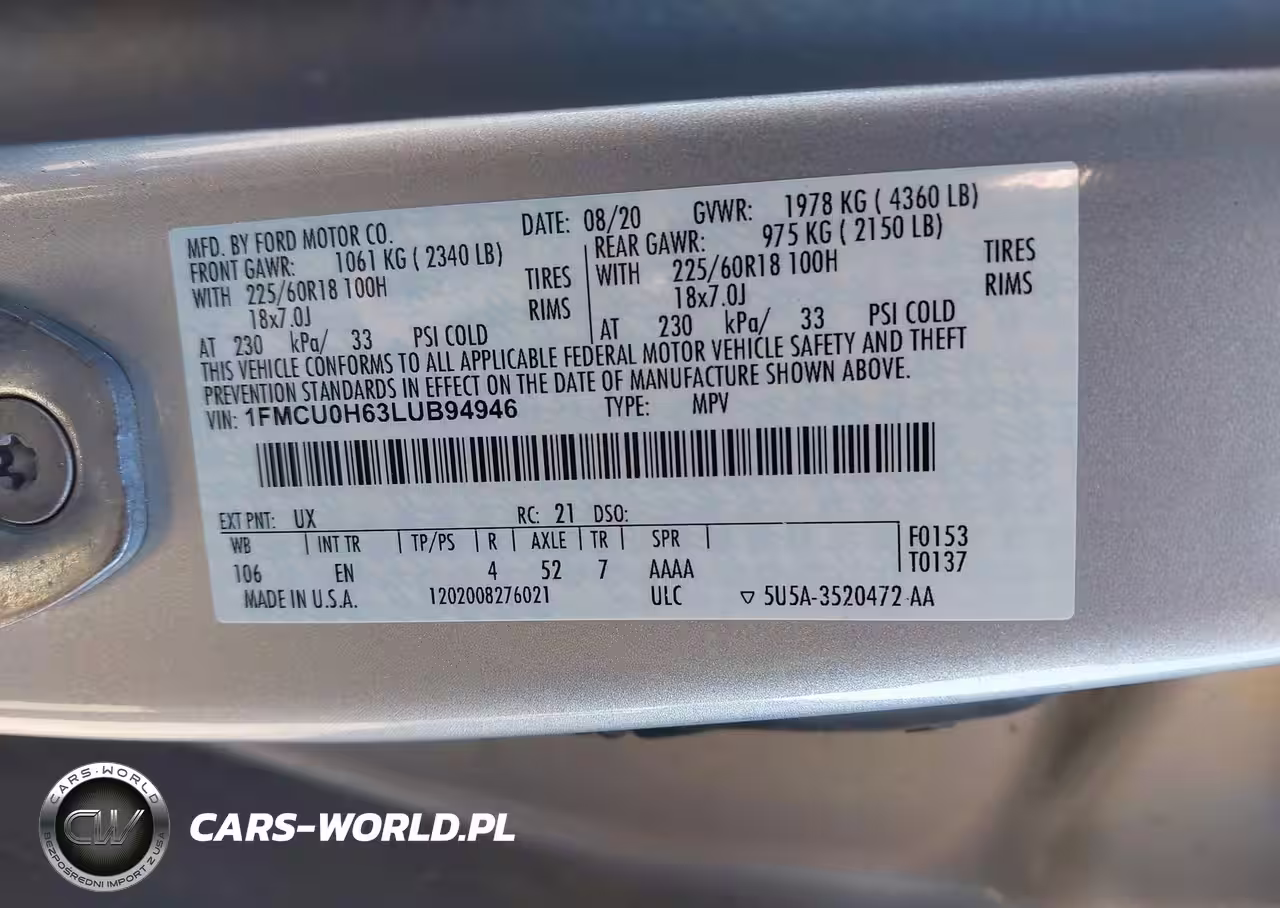 MFD. BY FORD MOTOR CO. DATE: 08/20 GVWR: 1978 KG ( 4360 LB)
FRONT GAWR: 1061 KG ( 2340 LB) REAR GAWR: 975 KG ( 2150 LB)
WITH 225/60R18 100H TIRES WITH 225/60R18 100H TIRES
18x7.0J RIMS 18x7.0J RIMS
AT 230 kPa/ 33 PSI COLD AT 230 kPa/ 33 PSI COLD
THIS VEHICLE CONFORMS TO ALL APPLICABLE FEDERAL MOTOR VEHICLE SAFETY AND THEFT
PREVENTION STANDARDS IN EFFECT ON THE DATE OF MANUFACTURE SHOWN ABOVE.
VIN: 1FMCU0H63LUB94946 TYPE: MPV
EXT PNT: UX RC: 21 DSO:
WB INT TR TP/PS R AXLE TR SPR F0153
106 EN 4 52 7 AAAA T0137
MADE IN U.S.A. 1202008276021 ULC ▽ 5U5A-3520472-AA
CARS-WORLD
CW
BEZPOŚREDNI IMPORT Z USA
CARS-WORLD.PL